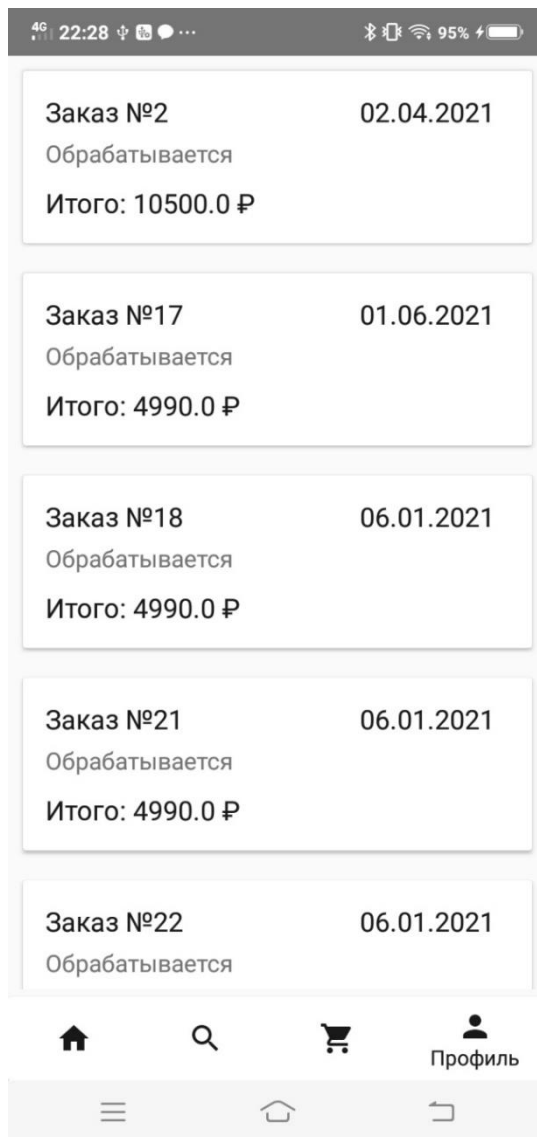 4G 22:28 95%
Заказ №2 02.04.2021
Обрабатывается
Итого: 10500.0 ₽
Заказ №17 01.06.2021
Обрабатывается
Итого: 4990.0 ₽
Заказ №18 06.01.2021
Обрабатывается
Итого: 4990.0 ₽
Заказ №21 06.01.2021
Обрабатывается
Итого: 4990.0 ₽
Заказ №22 06.01.2021
Обрабатывается
Профиль